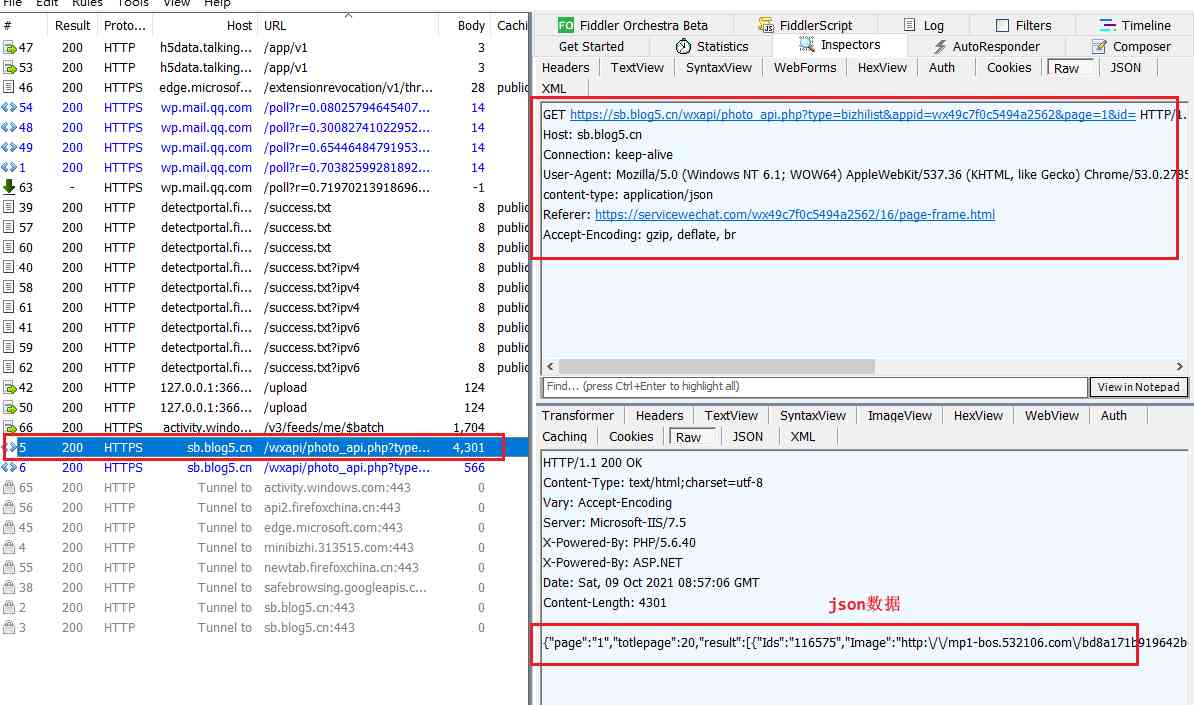 File Edit Rules Tools View Help
# Result Proto... Host URL Body Cachi
47 200 HTTP h5data.talking... /app/v1 3
53 200 HTTP h5data.talking... /app/v1 3
46 200 HTTPS edge.microsof... /extensionrevocation/v1/thr... 28 public
54 200 HTTPS wp.mail.qq.com /poll?r=0.08025794645407... 14
48 200 HTTPS wp.mail.qq.com /poll?r=0.30082741022952... 14
49 200 HTTPS wp.mail.qq.com /poll?r=0.65446484791953... 14
1 200 HTTPS wp.mail.qq.com /poll?r=0.70382599281892... 14
63 - HTTPS wp.mail.qq.com /poll?r=0.71970213918696... -1
39 200 HTTP detectportal.fi... /success.txt 8 public
57 200 HTTP detectportal.fi... /success.txt 8 public
60 200 HTTP detectportal.fi... /success.txt 8 public
40 200 HTTP detectportal.fi... /success.txt?ipv4 8 public
58 200 HTTP detectportal.fi... /success.txt?ipv4 8 public
61 200 HTTP detectportal.fi... /success.txt?ipv4 8 public
41 200 HTTP detectportal.fi... /success.txt?ipv6 8 public
59 200 HTTP detectportal.fi... /success.txt?ipv6 8 public
62 200 HTTP detectportal.fi... /success.txt?ipv6 8 public
42 200 HTTP 127.0.0.1:366... /upload 124
50 200 HTTP 127.0.0.1:366... /upload 124
66 200 HTTPS activity.windo... /v3/feeds/me/$batch 1,704
5 200 HTTPS sb.blog5.cn /wxapi/photo_api.php?type... 4,301
6 200 HTTPS sb.blog5.cn /wxapi/photo_api.php?type... 566
65 200 HTTP Tunnel to activity.windows.com:443 0
56 200 HTTP Tunnel to api2.firefoxchina.cn:443 0
45 200 HTTP Tunnel to edge.microsoft.com:443 0
4 200 HTTP Tunnel to minibizhi.313515.com:443 0
55 200 HTTP Tunnel to newtab.firefoxchina.cn:443 0
38 200 HTTP Tunnel to safebrowsing.googleapis.c... 0
2 200 HTTP Tunnel to sb.blog5.cn:443 0
3 200 HTTP Tunnel to sb.blog5.cn:443 0
FO Fiddler Orchestra Beta FiddlerScript Log Filters Timeline
Get Started Statistics Inspectors AutoResponder Composer
Headers TextView SyntaxView WebForms HexView Auth Cookies Raw JSON
XML
GET https://sb.blog5.cn/wxapi/photo_api.php?type=bizhilist&appid=wx49c7f0c5494a2562&page=1&id= HTTP/1.
Host: sb.blog5.cn
Connection: keep-alive
User-Agent: Mozilla/5.0 (Windows NT 6.1; WOW64) AppleWebKit/537.36 (KHTML, like Gecko) Chrome/53.0.2785
content-type: application/json
Referer: https://servicewechat.com/wx49c7f0c5494a2562/16/page-frame.html
Accept-Encoding: gzip, deflate, br
Find... (press Ctrl+Enter to highlight all) View in Notepad
Transformer Headers TextView SyntaxView ImageView HexView WebView Auth
Caching Cookies Raw JSON XML
HTTP/1.1 200 OK
Content-Type: text/html;charset=utf-8
Vary: Accept-Encoding
Server: Microsoft-IIS/7.5
X-Powered-By: PHP/5.6.40
X-Powered-By: ASP.NET
Date: Sat, 09 Oct 2021 08:57:06 GMT
Content-Length: 4301
json数据
{"page":"1","totlepage":20,"result":[{"Ids":"116575","Image":"http:\/\/mp1-bos.532106.com\/bd8a171b919642b